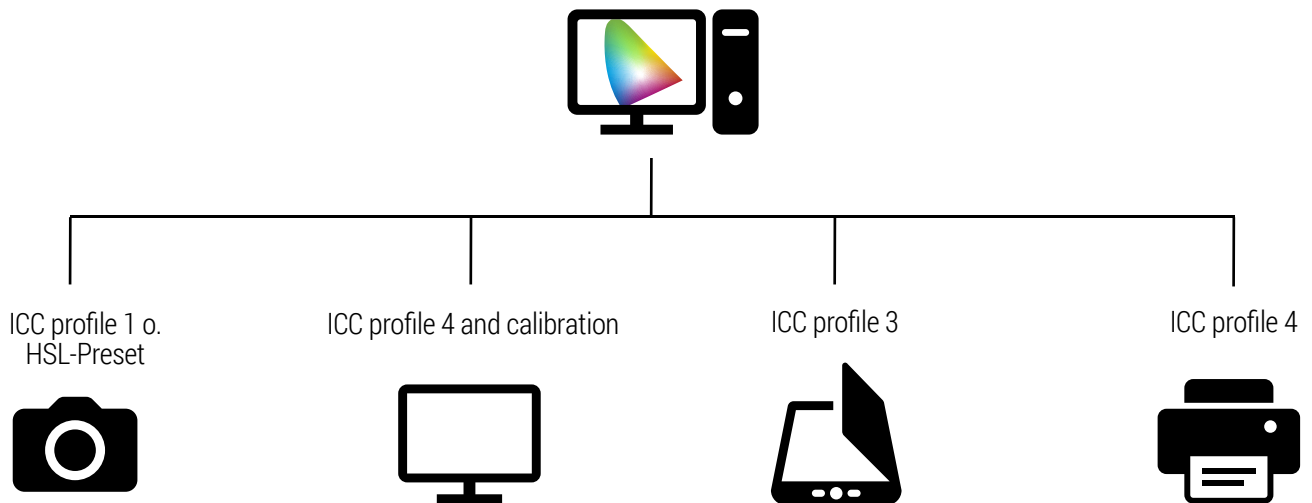 ICC profile 1 o.
HSL-Preset
ICC profile 4 and calibration
ICC profile 3
ICC profile 4